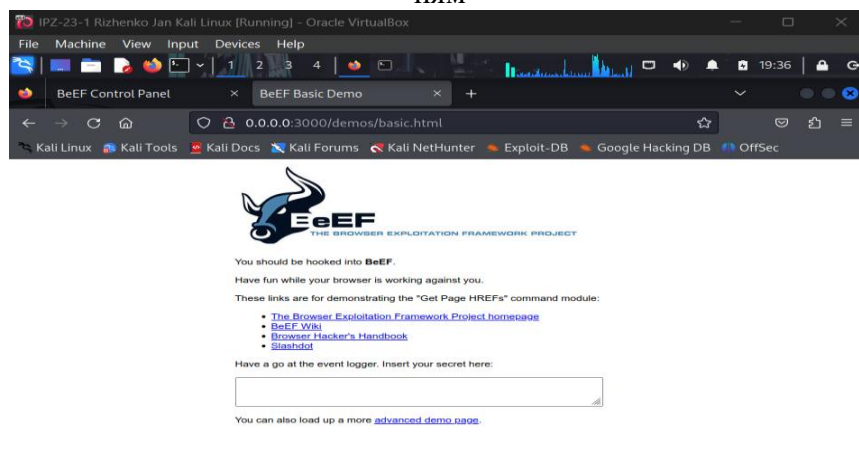 IPZ-23-1 Rizhenko Jan Kali Linux [Running] - Oracle VirtualBox
File Machine View Input Devices Help
1 2 3 4 19:36
BeEF Control Panel BeEF Basic Demo
0.0.0.0:3000/demos/basic.html
Kali Linux Kali Tools Kali Docs Kali Forums Kali NetHunter Exploit-DB Google Hacking DB OffSec
BeEF
THE BROWSER EXPLOITATION FRAMEWORK PROJECT
You should be hooked into BeEF.
Have fun while your browser is working against you.
These links are for demonstrating the "Get Page HREFs" command module:
The Browser Exploitation Framework Project homepage
BeEF Wiki
Browser Hacker's Handbook
Slashdot
Have a go at the event logger. Insert your secret here:
You can also load up a more advanced demo page.